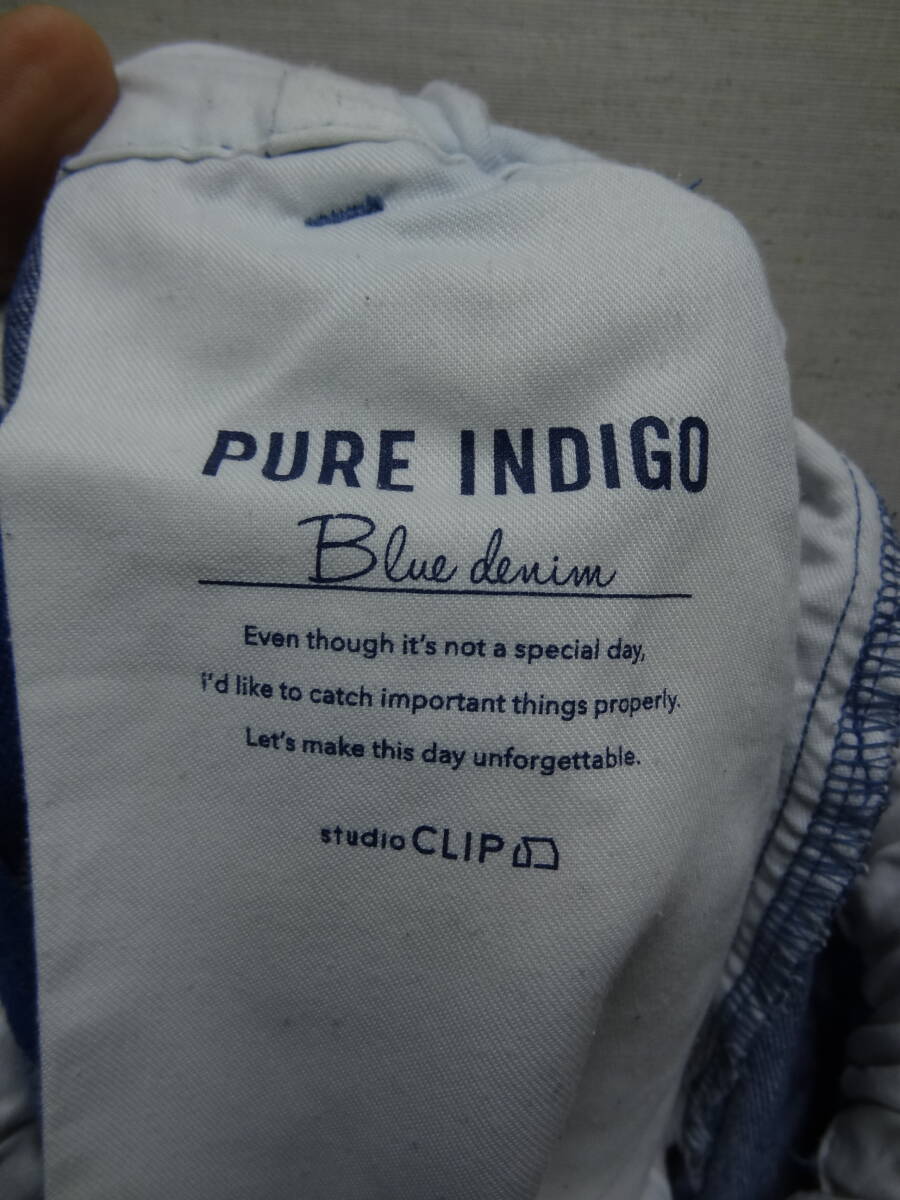 PURE INDIGO
Blue denim
Even though it's not a special day,
i'd like to catch important things properly.
Let's make this day unforgettable.
studio CLIP